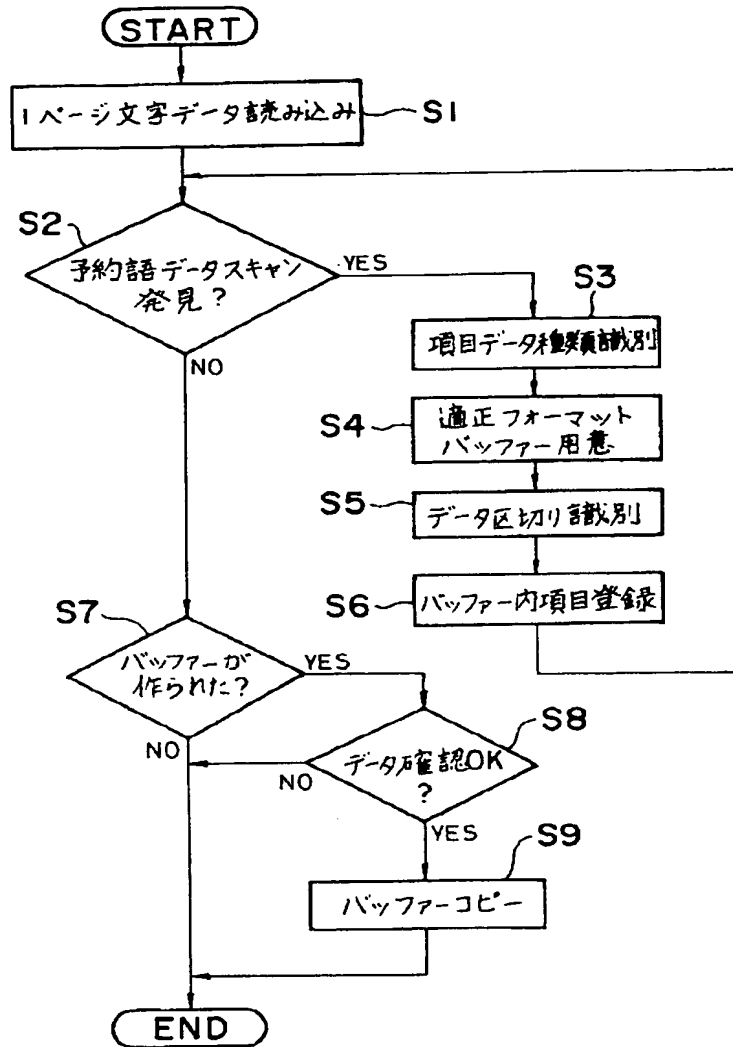 START
1ページ文字データ読み込み
S1
S2
予約語データスキャン
発見?
YES
NO
S3
項目データ種類識別
S4
適正フォーマット
バッファー用意
S5
データ区切り識別
S6
バッファー内項目登録
S7
バッファーが
作られた?
YES
NO
S8
データ確認OK
?
NO
YES
S9
バッファーコピー
END